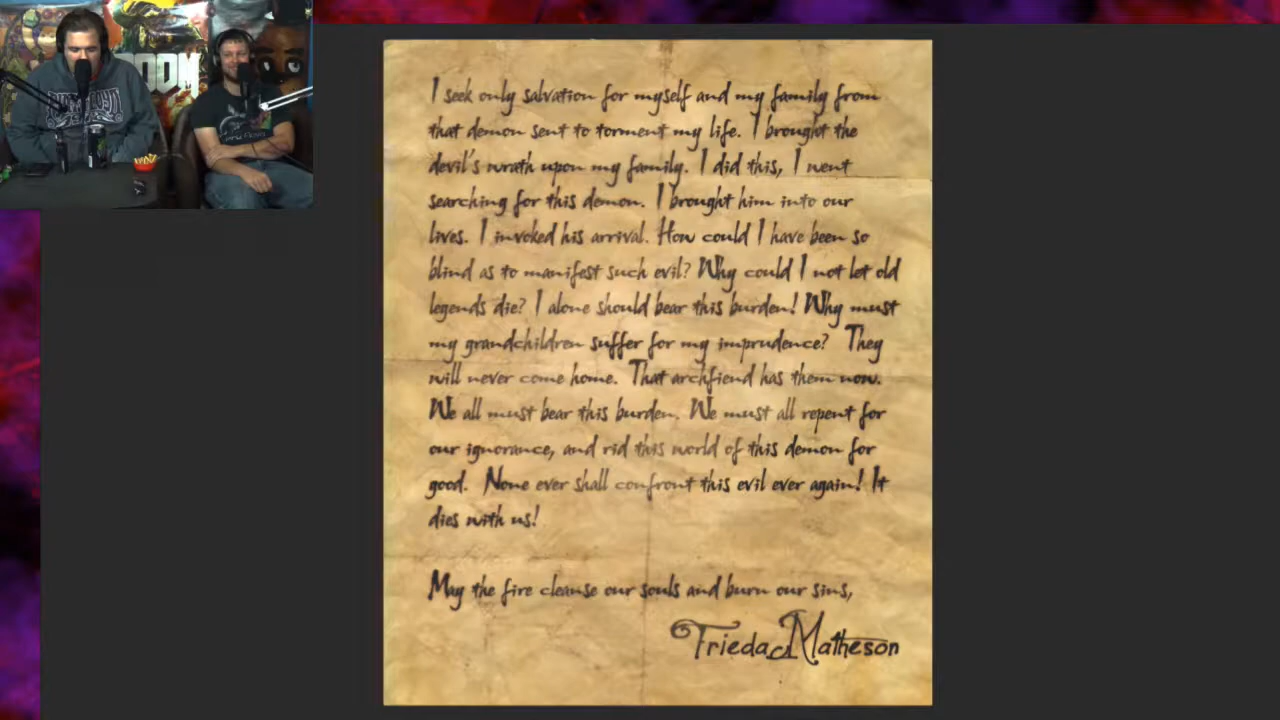 DOOM
I seek only salvation for myself and my family from
that demon sent to torment my life. I brought the
devil's wrath upon my family. I did this, I went
searching for this demon. I brought him into our
lives. I invoked his arrival. How could I have been so
blind as to manifest such evil? Why could I not let old
legends die? I alone should bear this burden! Why must
my grandchildren suffer for my imprudence? They
will never come home. That archfiend has them now.
We all must bear this burden. We must all repent for
our ignorance, and rid this world of this demon for
good. None ever shall confront this evil ever again! It
dies with us!
May the fire cleanse our souls and burn our sins,
Frieda Matheson